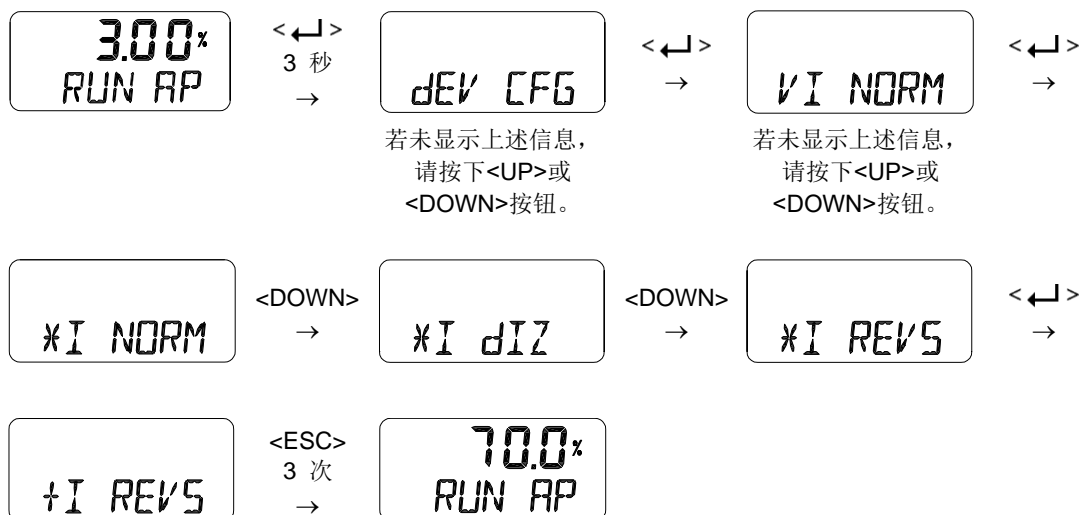 3.00%
RUN AP
< ↵ >
3 秒
→
dEV CFG
若未显示上述信息，
请按下<UP>或
<DOWN>按钮。
< ↵ >
→
VI NORM
若未显示上述信息，
请按下<UP>或
<DOWN>按钮。
< ↵ >
→
*I NORM
<DOWN>
→
*I dIZ
<DOWN>
→
*I REVS
< ↵ >
→
+I REVS
<ESC>
3 次
→
70.0%
RUN AP